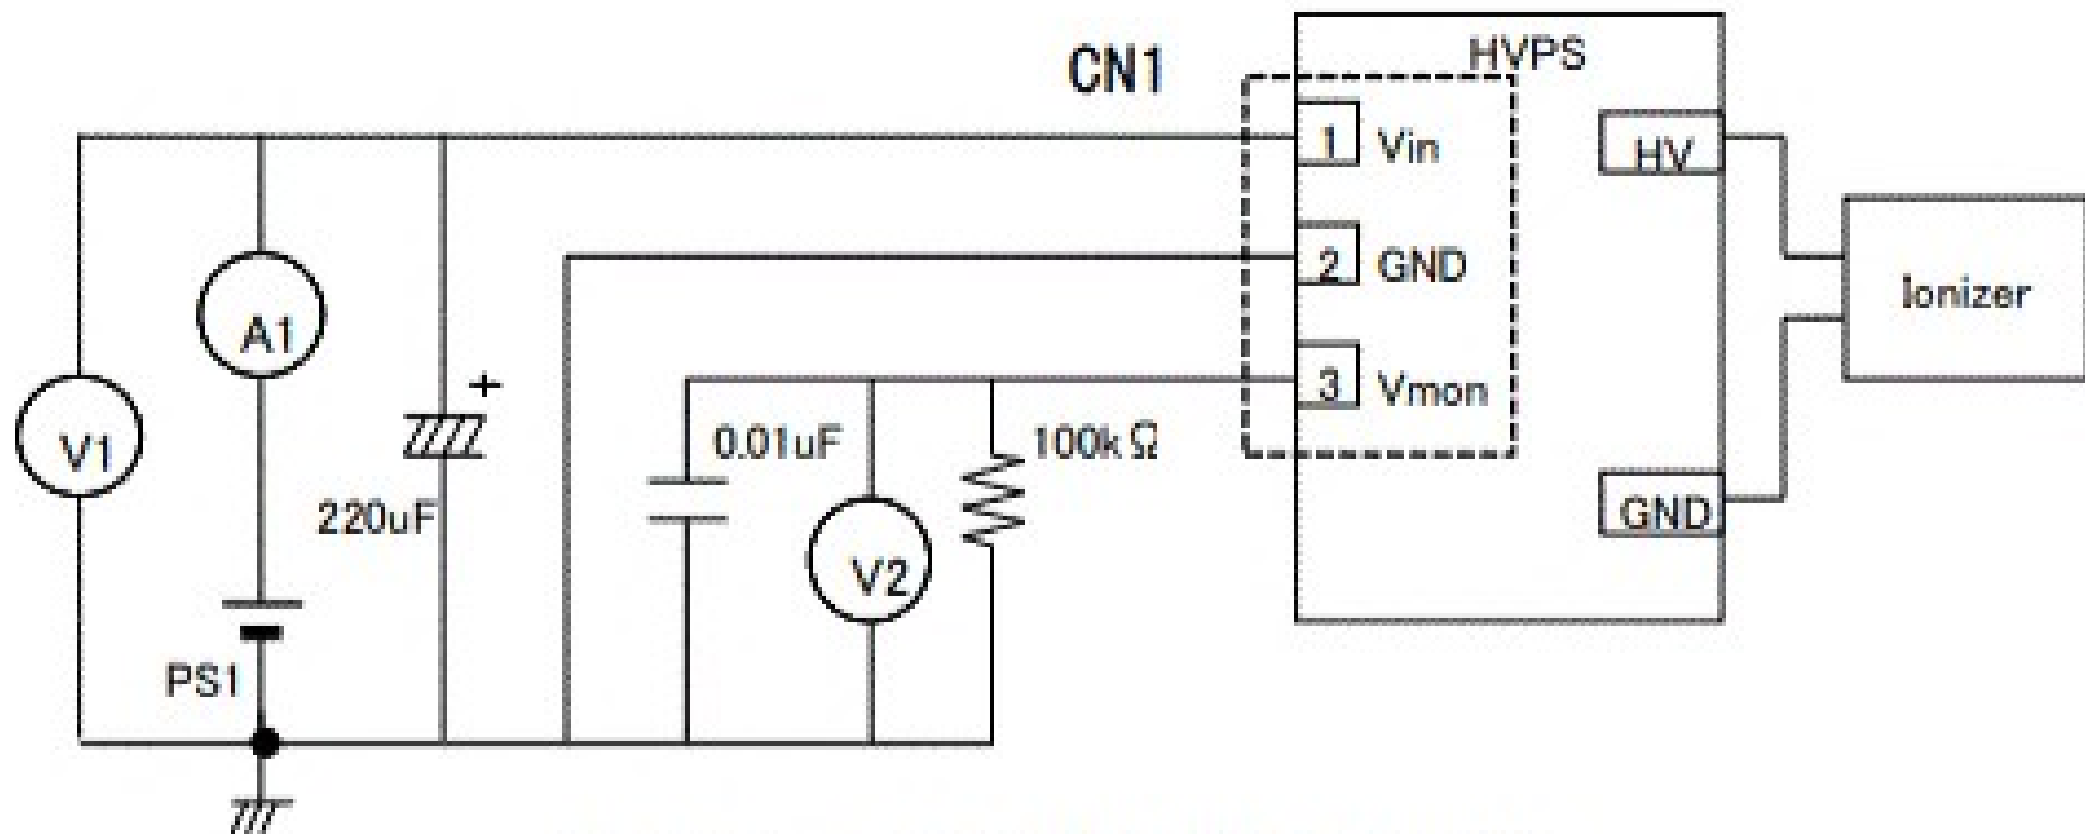 HVPS
CN1
1 Vin
HV
2 GND
Ionizer
A1
3 Vmon
+
V1
0.01uF
100kΩ
220uF
GND
V2
PS1